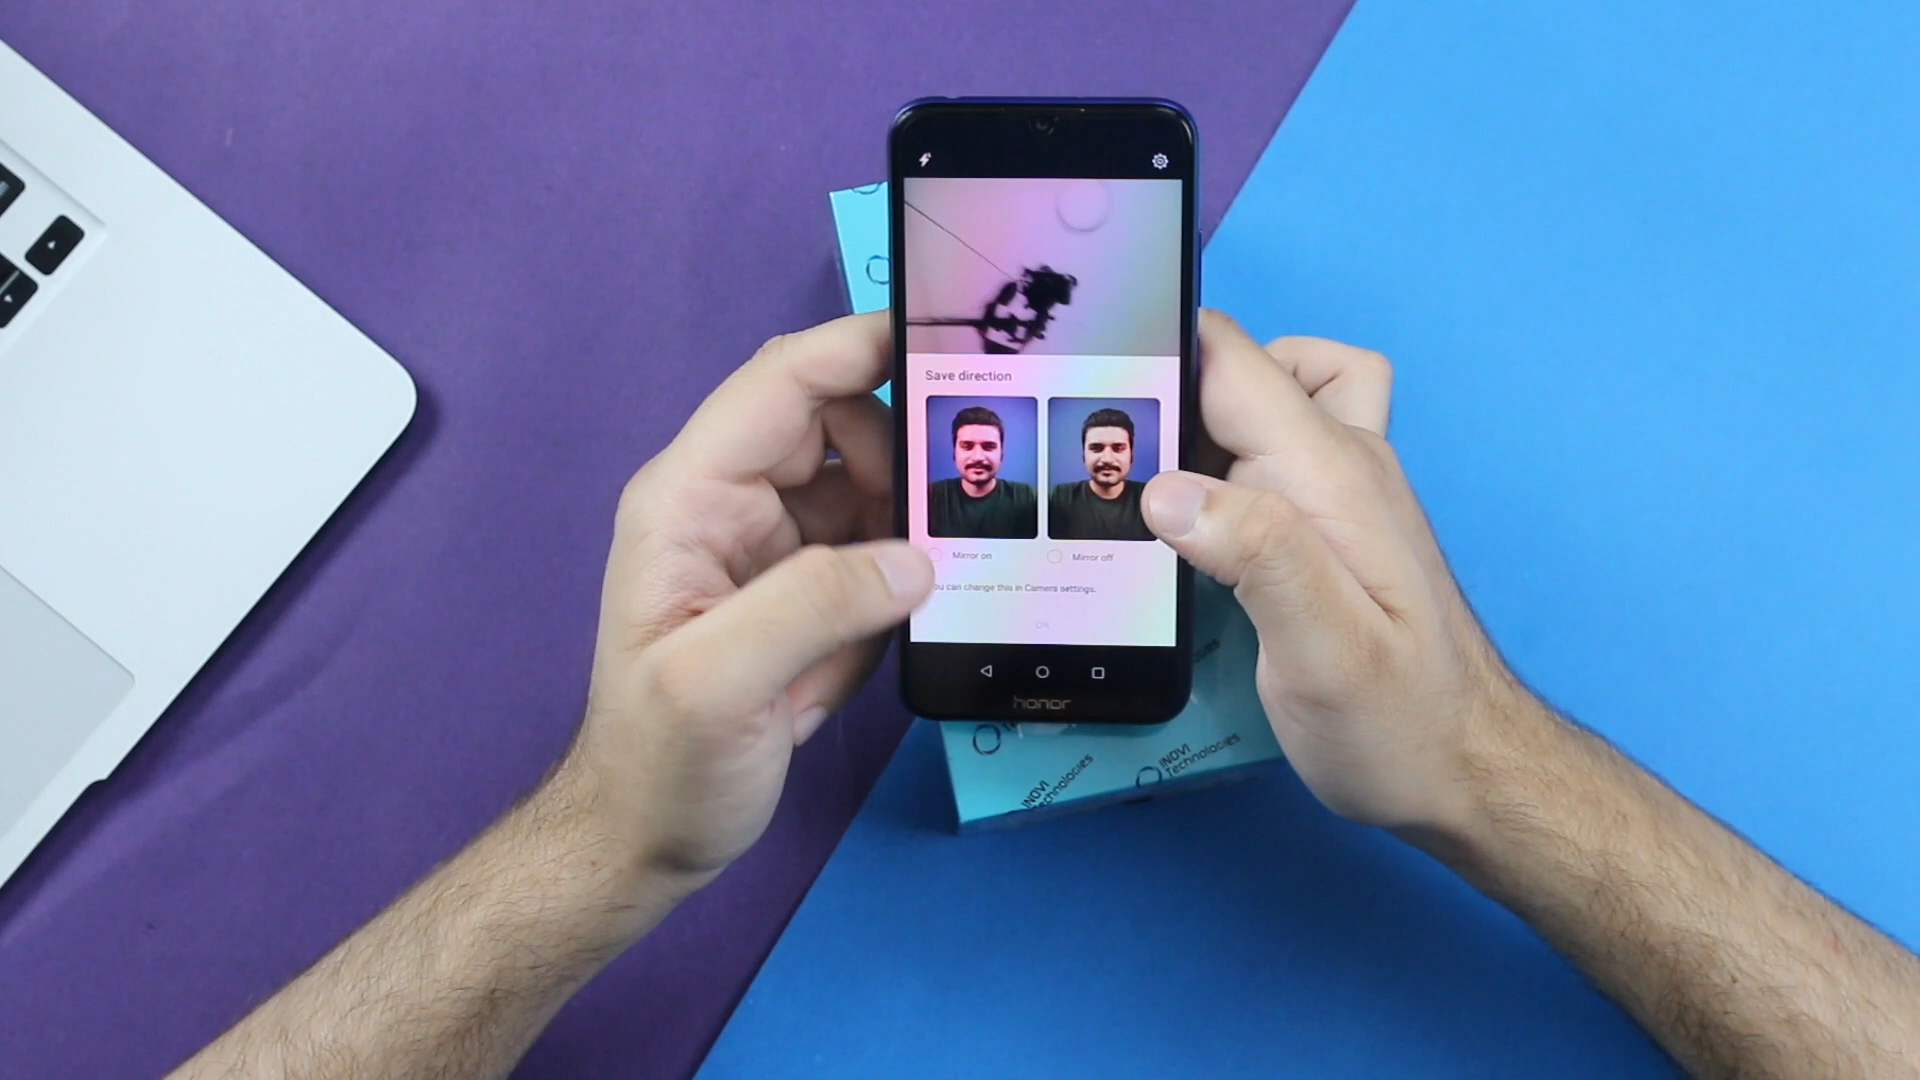 Save direction
Mirror on
Mirror off
ou can change this in Camera settings.
OK
honor
INOVI
Technologies
INOVI
Technologies